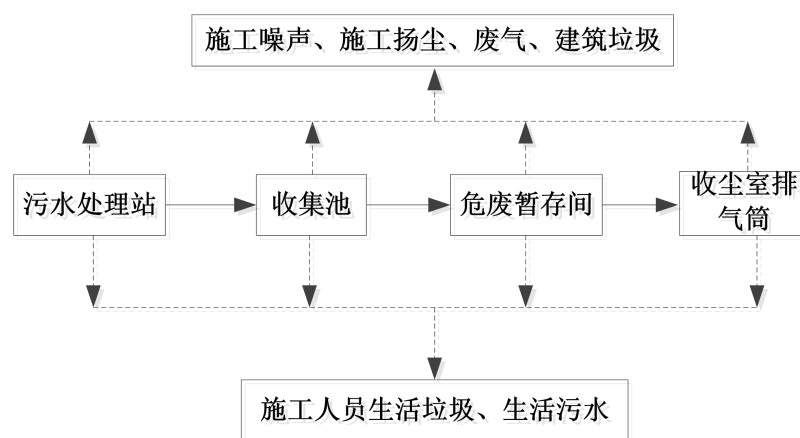 施工噪声、施工扬尘、废气、建筑垃圾
污水处理站
收集池
危废暂存间
收尘室排
气筒
施工人员生活垃圾、生活污水